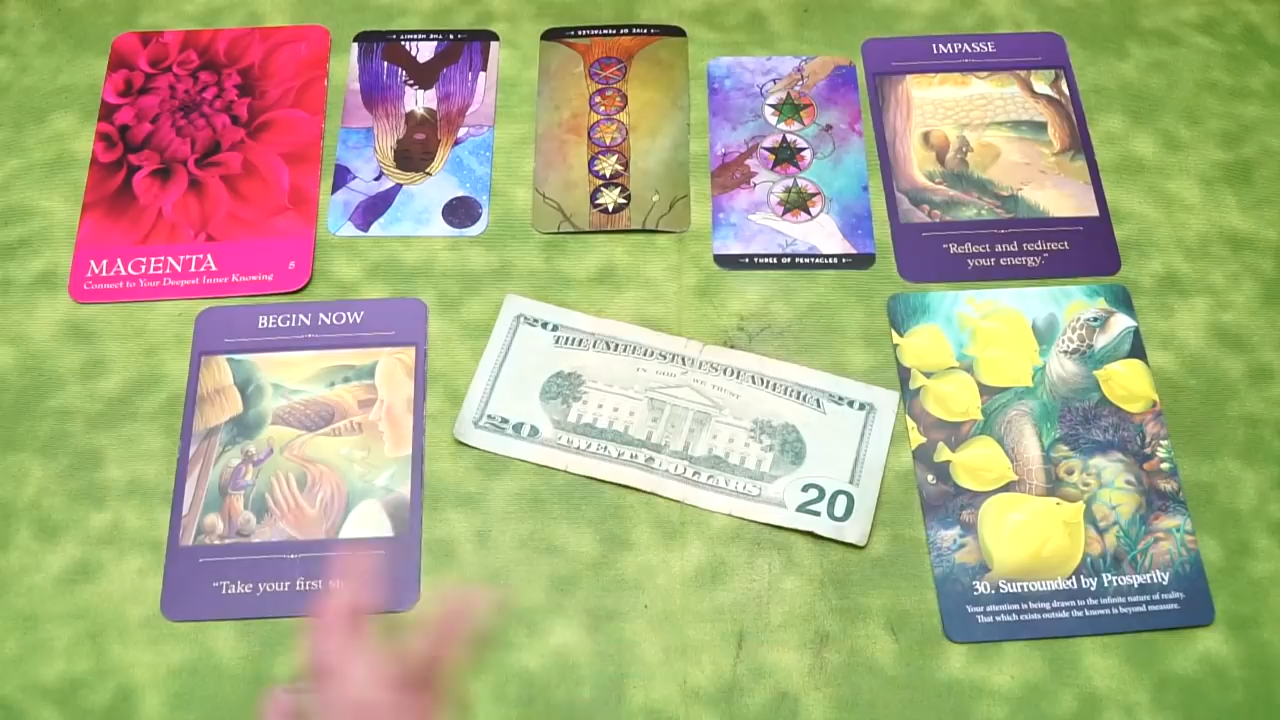 MAGENTA
5
Connect to Your Deepest Inner Knowing
9 · THE HERMIT
FIVE OF PENTACLES
THREE OF PENTACLES
IMPASSE
"Reflect and redirect
your energy."
BEGIN NOW
"Take your first
20
20
THE UNITED STATES OF AMERICA
IN GOD WE TRUST
20
TWENTY DOLLARS
20
30. Surrounded by Prosperity
Your attention is being drawn to the infinite nature of reality.
That which exists outside the known is beyond measure.